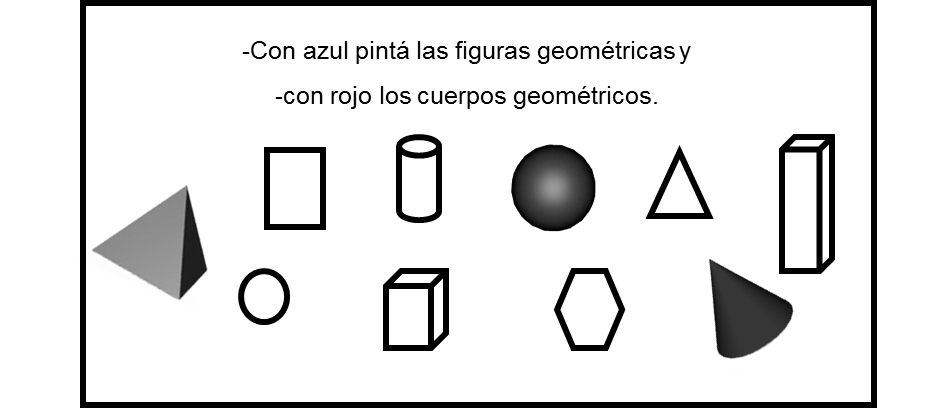 -Con azul pintá las figuras geométricas y
-con rojo los cuerpos geométricos.